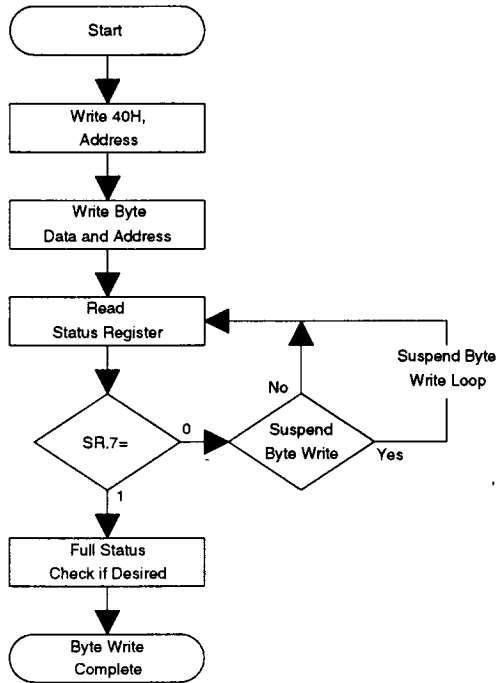 Start
Write 40H,
Address
Write Byte
Data and Address
Read
Status Register
Suspend Byte
Write Loop
No
SR.7=
0
Suspend
Byte Write
Yes
1
Full Status
Check if Desired
Byte Write
Complete